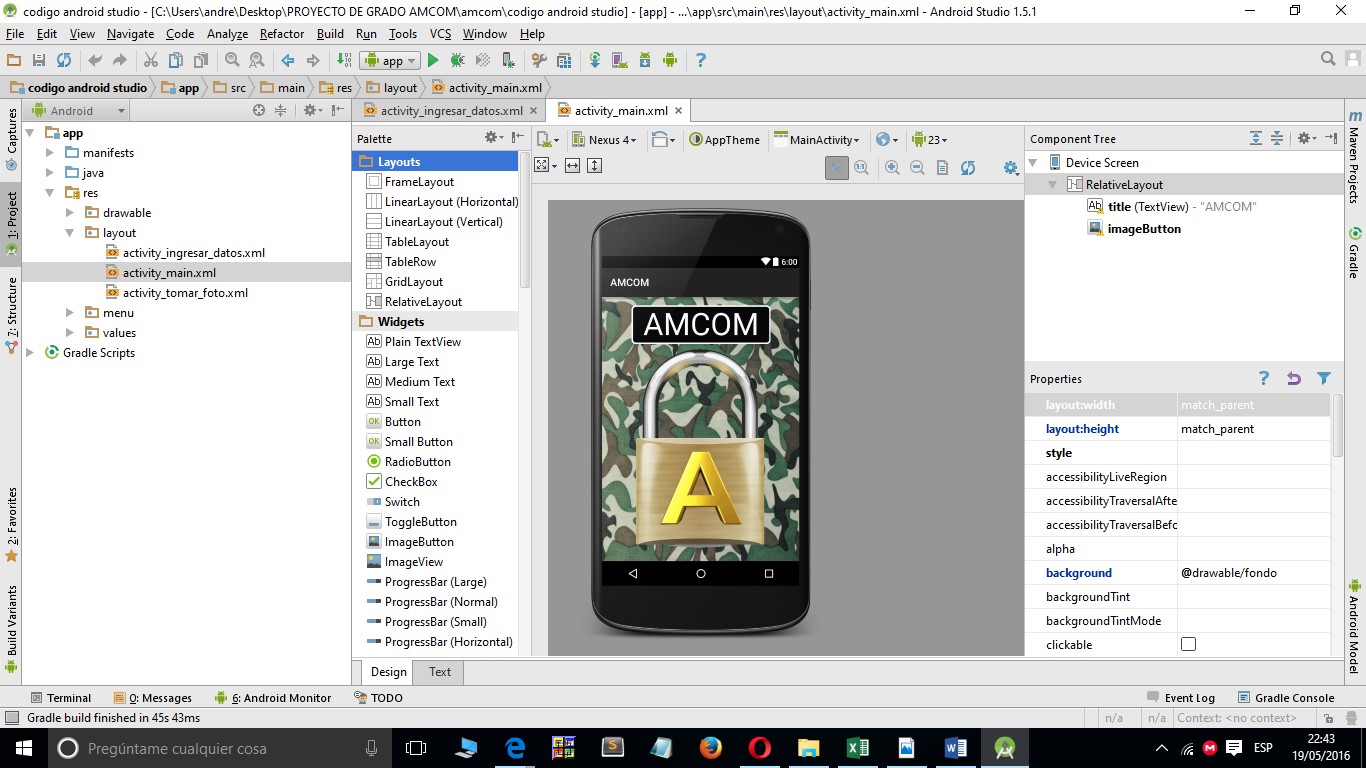 codigo android studio - [C:\Users\andre\Desktop\PROYECTO DE GRADO AMCOM\amcom\codigo android studio] - [app] - ...\app\src\main\res\layout\activity_main.xml - Android Studio 1.5.1
File Edit View Navigate Code Analyze Refactor Build Run Tools VCS Window Help
app
codigo android studio app src main res layout activity_main.xml
Android
activity_ingresar_datos.xml activity_main.xml
Captures
1: Project
7: Structure
2: Favorites
Build Variants
app
manifests
java
res
drawable
layout
activity_ingresar_datos.xml
activity_main.xml
activity_tomar_foto.xml
menu
values
Gradle Scripts
Palette
Layouts
FrameLayout
LinearLayout (Horizontal)
LinearLayout (Vertical)
TableLayout
TableRow
GridLayout
RelativeLayout
Widgets
Plain TextView
Large Text
Medium Text
Small Text
Button
Small Button
RadioButton
CheckBox
Switch
ToggleButton
ImageButton
ImageView
ProgressBar (Large)
ProgressBar (Normal)
ProgressBar (Small)
ProgressBar (Horizontal)
Design Text
Nexus 4 AppTheme MainActivity 23
6:00
AMCOM
AMCOM
A
Component Tree
Device Screen
RelativeLayout
title (TextView) - "AMCOM"
imageButton
Properties
layout:width match_parent
layout:height match_parent
style
accessibilityLiveRegion
accessibilityTraversalAfte
accessibilityTraversalBefo
alpha
background @drawable/fondo
backgroundTint
backgroundTintMode
clickable
Maven Projects
Gradle
Android Model
Terminal 0: Messages 6: Android Monitor TODO Event Log Gradle Console
Gradle build finished in 45s 43ms n/a n/a Context: <no context>
Pregúntame cualquier cosa
ESP
22:43
19/05/2016